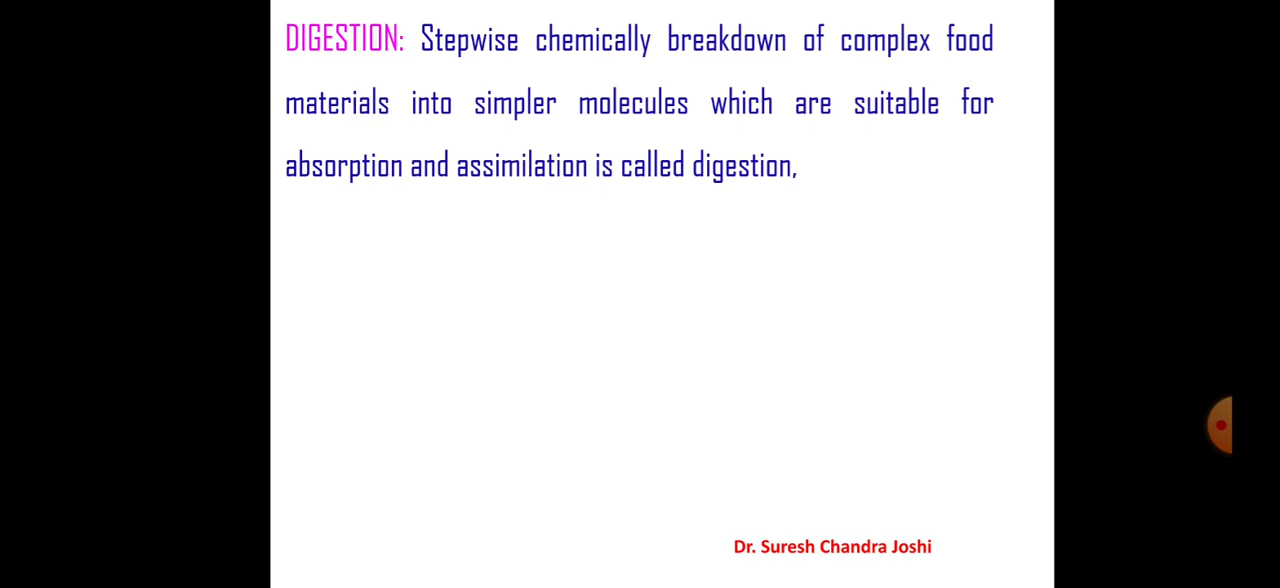 DIGESTION: Stepwise chemically breakdown of complex food
materials into simpler molecules which are suitable for
absorption and assimilation is called digestion,
Dr. Suresh Chandra Joshi